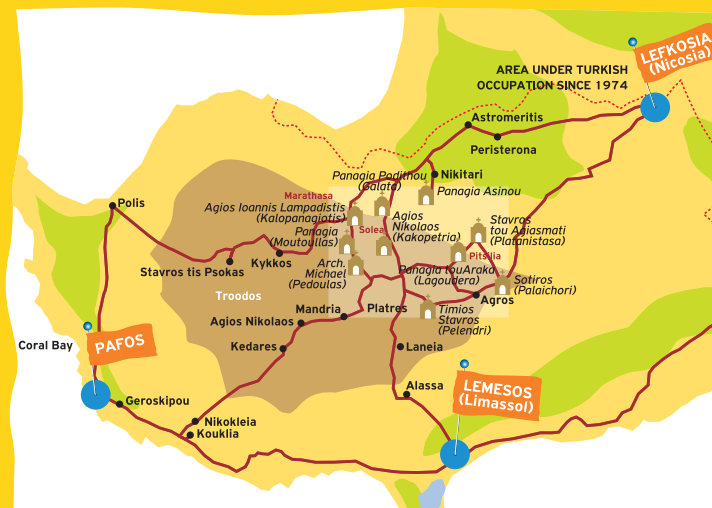 LEFKOSIA
(Nicosia)
AREA UNDER TURKISH
OCCUPATION SINCE 1974
Astromeritis
Peristerona
Panagia Podithou
(Galata)
Nikitari
Panagia Asinou
Marathasa
Agios Ioannis Lampadistis
(Kalopanagiotis)
Polis
Agios
Nikolaos
(Kakopetria)
Solea
Stavros
tou Agiasmati
(Platanistasa)
Panagia
(Moutoullas)
Pitsilia
Stavros tis Psokas
Kykkos
Arch.
Michael
(Pedoulas)
Panagia touAraka
(Lagoudera)
Sotiros
(Palaichori)
Troodos
Agros
Mandria
Platres
Timios
Stavros
(Pelendri)
Agios Nikolaos
Coral Bay
PAFOS
Kedares
Laneia
Alassa
LEMESOS
(Limassol)
Geroskipou
Nikokleia
Kouklia